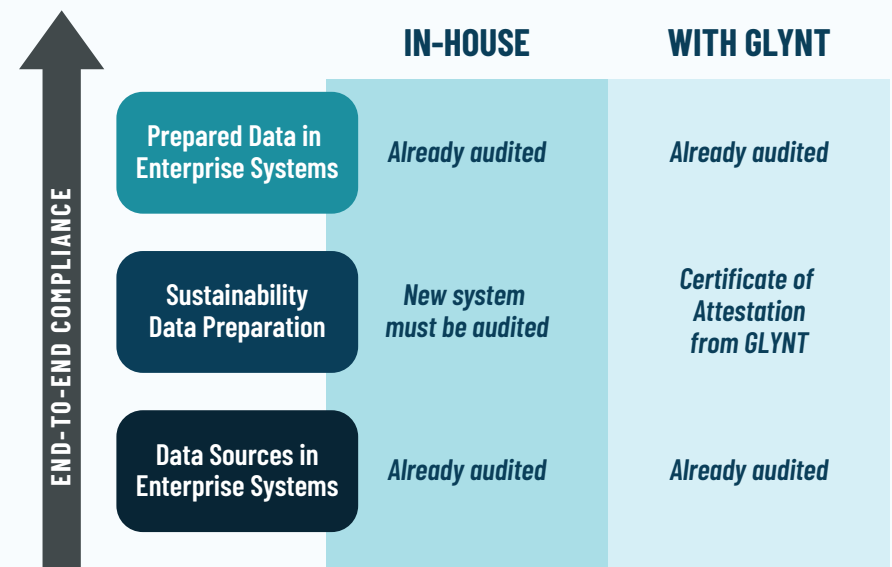 IN-HOUSE
WITH GLYNT
END-TO-END COMPLIANCE
Prepared Data in
Enterprise Systems
Already audited
Already audited
Sustainability
Data Preparation
New system
must be audited
Certificate of
Attestation
from GLYNT
Data Sources in
Enterprise Systems
Already audited
Already audited